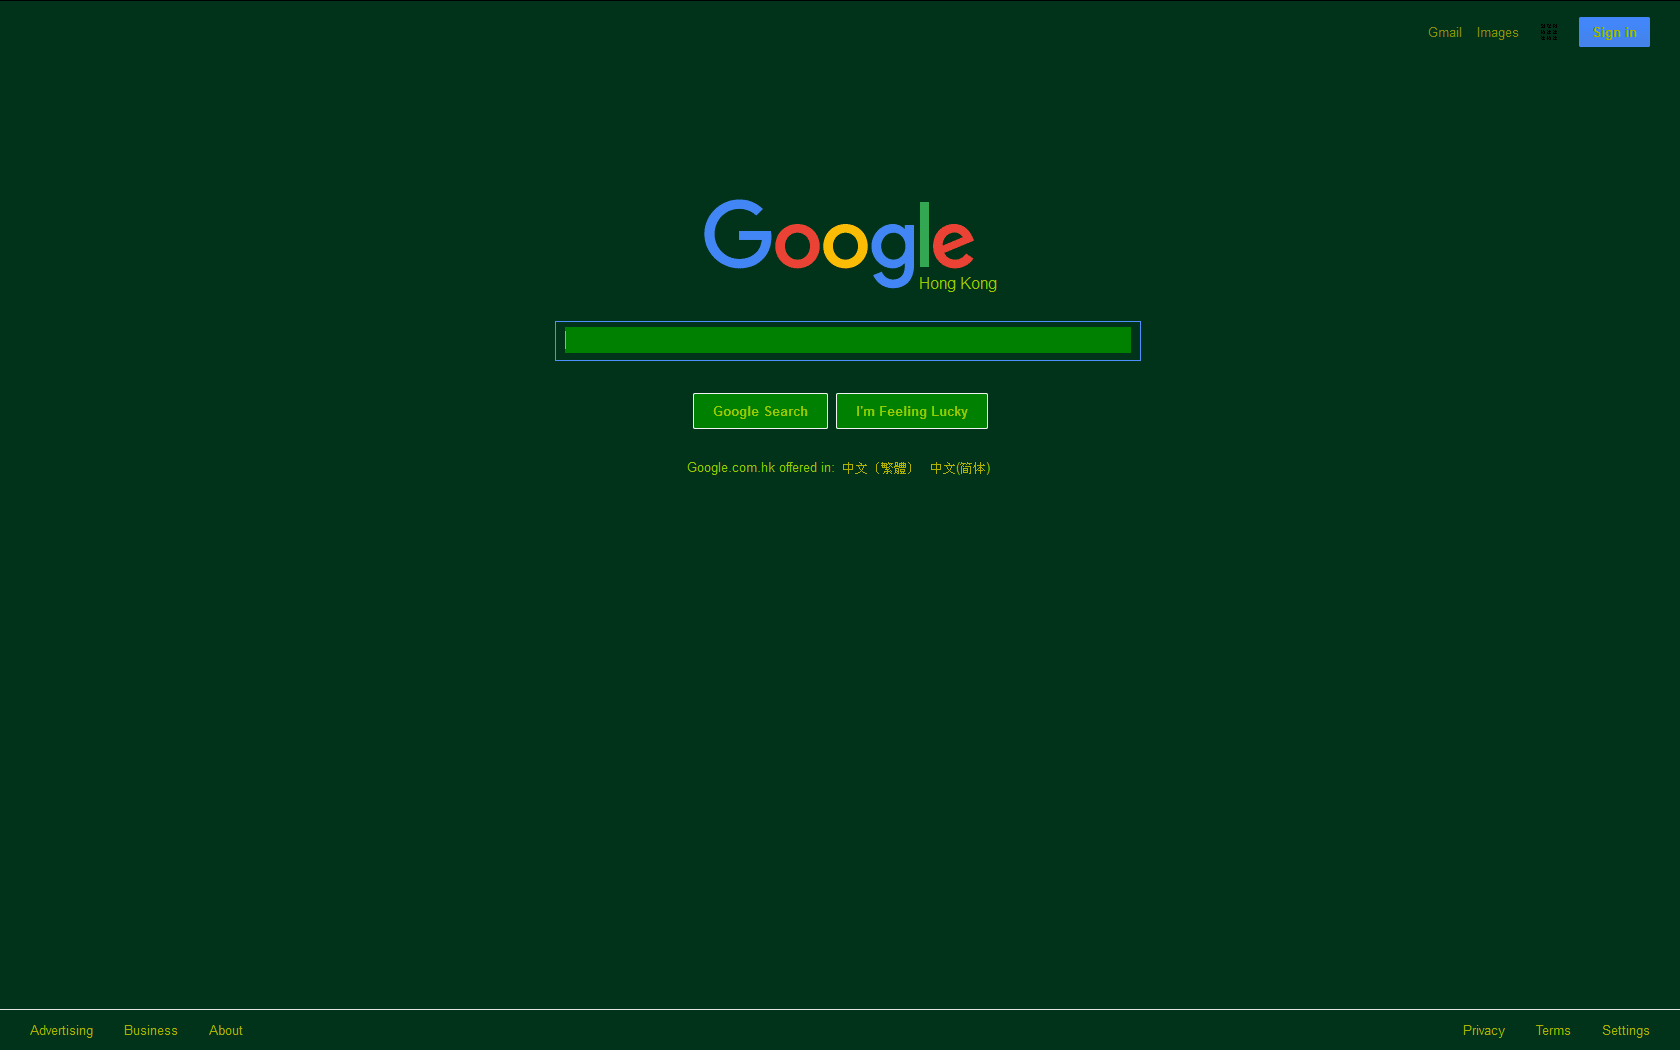 Gmail Images Sign in
Google
Hong Kong
Google Search I'm Feeling Lucky
Google.com.hk offered in: 中文（繁體） 中文(简体)
Advertising Business About Privacy Terms Settings